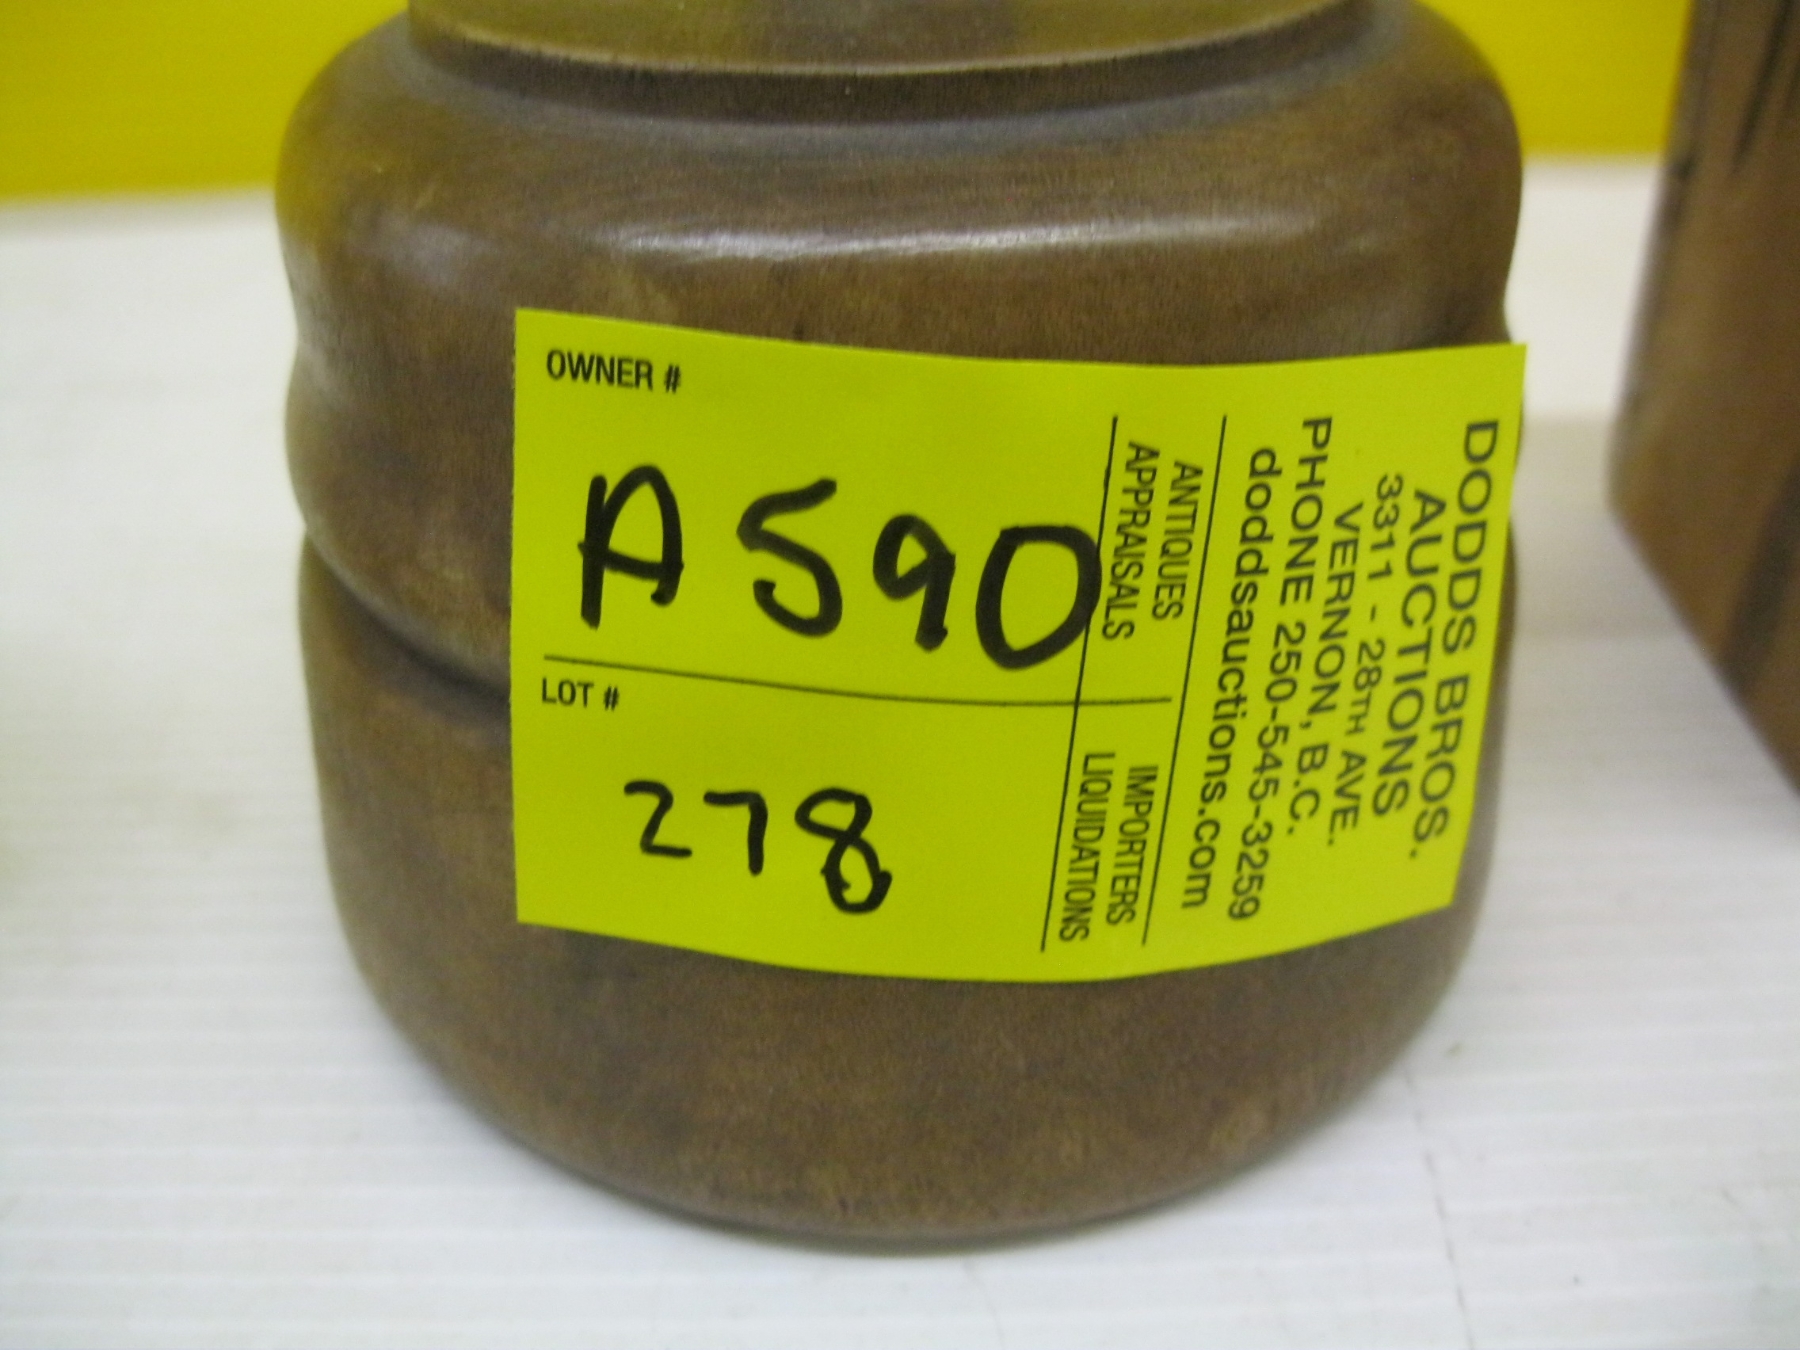 OWNER #
A590
LOT #
278
DODDS BROS.
AUCTIONS
3311 - 28TH AVE.
VERNON, B.C.
PHONE 250-545-3259
doddsauctions.com
ANTIQUES
APPRAISALS
IMPORTERS
LIQUIDATIONS